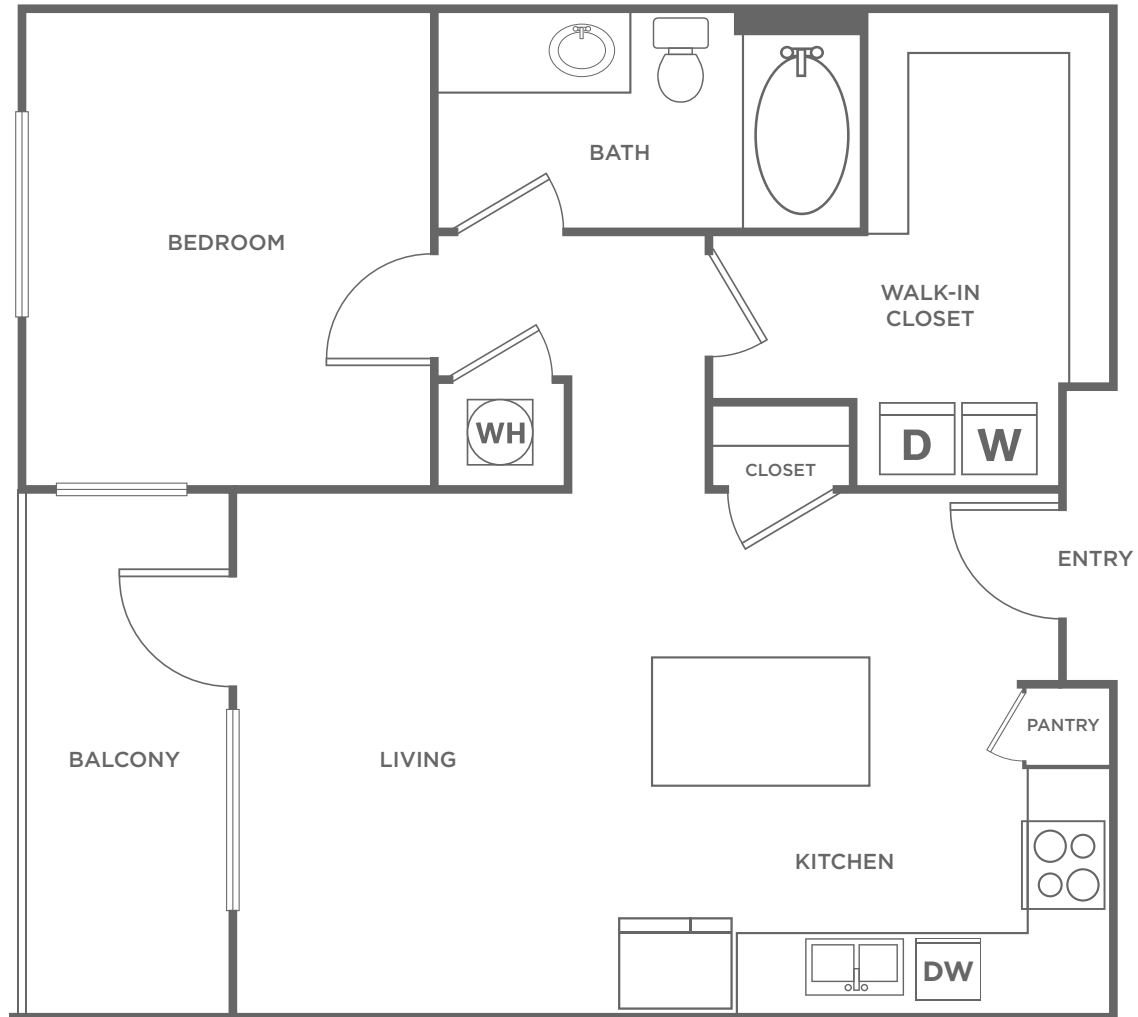 BATH
BEDROOM
WALK-IN
CLOSET
WH
D
W
CLOSET
ENTRY
PANTRY
BALCONY
LIVING
KITCHEN
DW